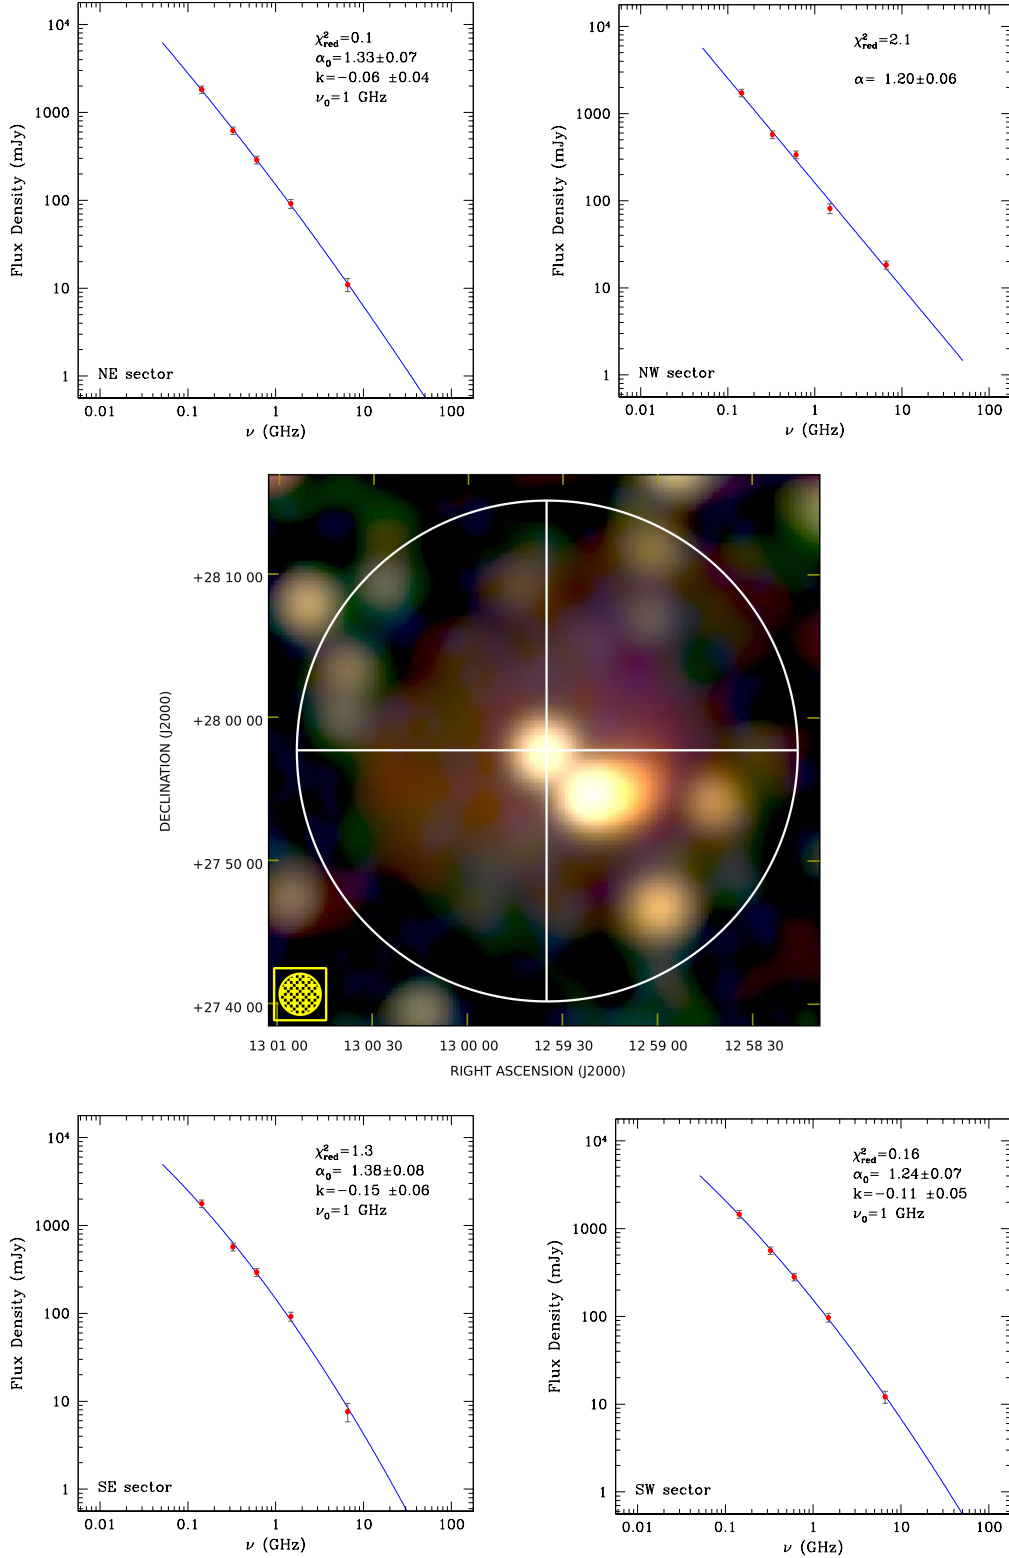 10⁴
1000
100
10
1
Flux Density (mJy)
χ²red=0.1
α₀=1.33±0.07
k=−0.06 ±0.04
ν₀=1 GHz
NE sector
0.01 0.1 1 10 100
ν (GHz)
10⁴
1000
100
10
1
Flux Density (mJy)
χ²red=2.1
α= 1.20±0.06
NW sector
0.01 0.1 1 10 100
ν (GHz)
DECLINATION (J2000)
+28 10 00
+28 00 00
+27 50 00
+27 40 00
13 01 00 13 00 30 13 00 00 12 59 30 12 59 00 12 58 30
RIGHT ASCENSION (J2000)
10⁴
1000
100
10
1
Flux Density (mJy)
χ²red=1.3
α₀= 1.38±0.08
k=−0.15 ±0.06
ν₀=1 GHz
SE sector
0.01 0.1 1 10 100
ν (GHz)
10⁴
1000
100
10
1
Flux Density (mJy)
χ²red=0.16
α₀= 1.24±0.07
k=−0.11 ±0.05
ν₀=1 GHz
SW sector
0.01 0.1 1 10 100
ν (GHz)